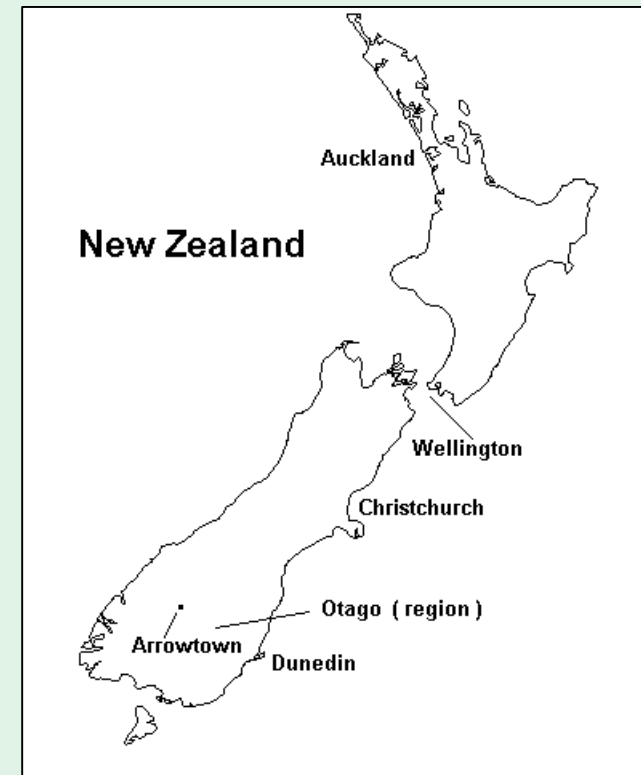 Auckland
New Zealand
Wellington
Christchurch
Otago ( region )
Arrowtown
Dunedin